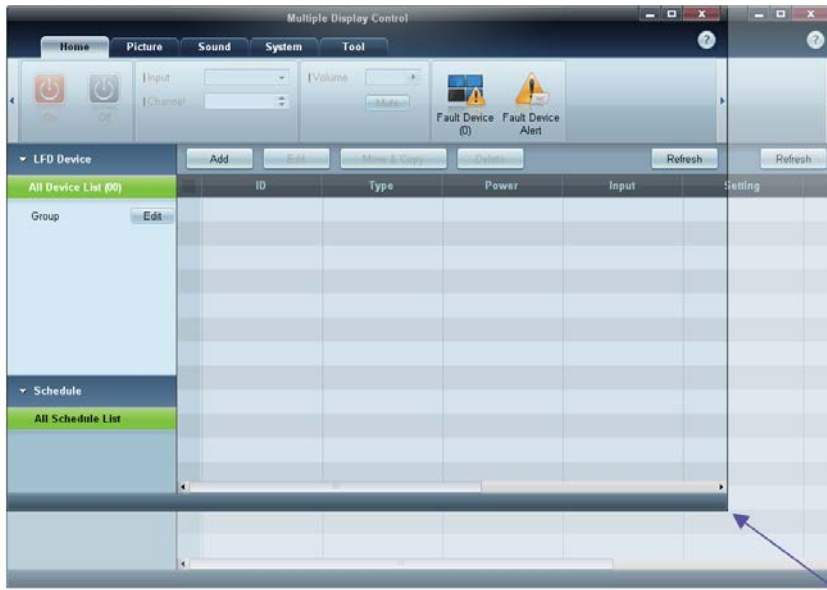 Multiple Display Control
Home Picture Sound System Tool
Input
Volume
On Off
Channel
Mute
Fault Device (0)
Fault Device Alert
LFD Device
Add Edit Move & Copy Delete Refresh Refresh
All Device List (00)
ID Type Power Input Setting
Group Edit
Schedule
All Schedule List